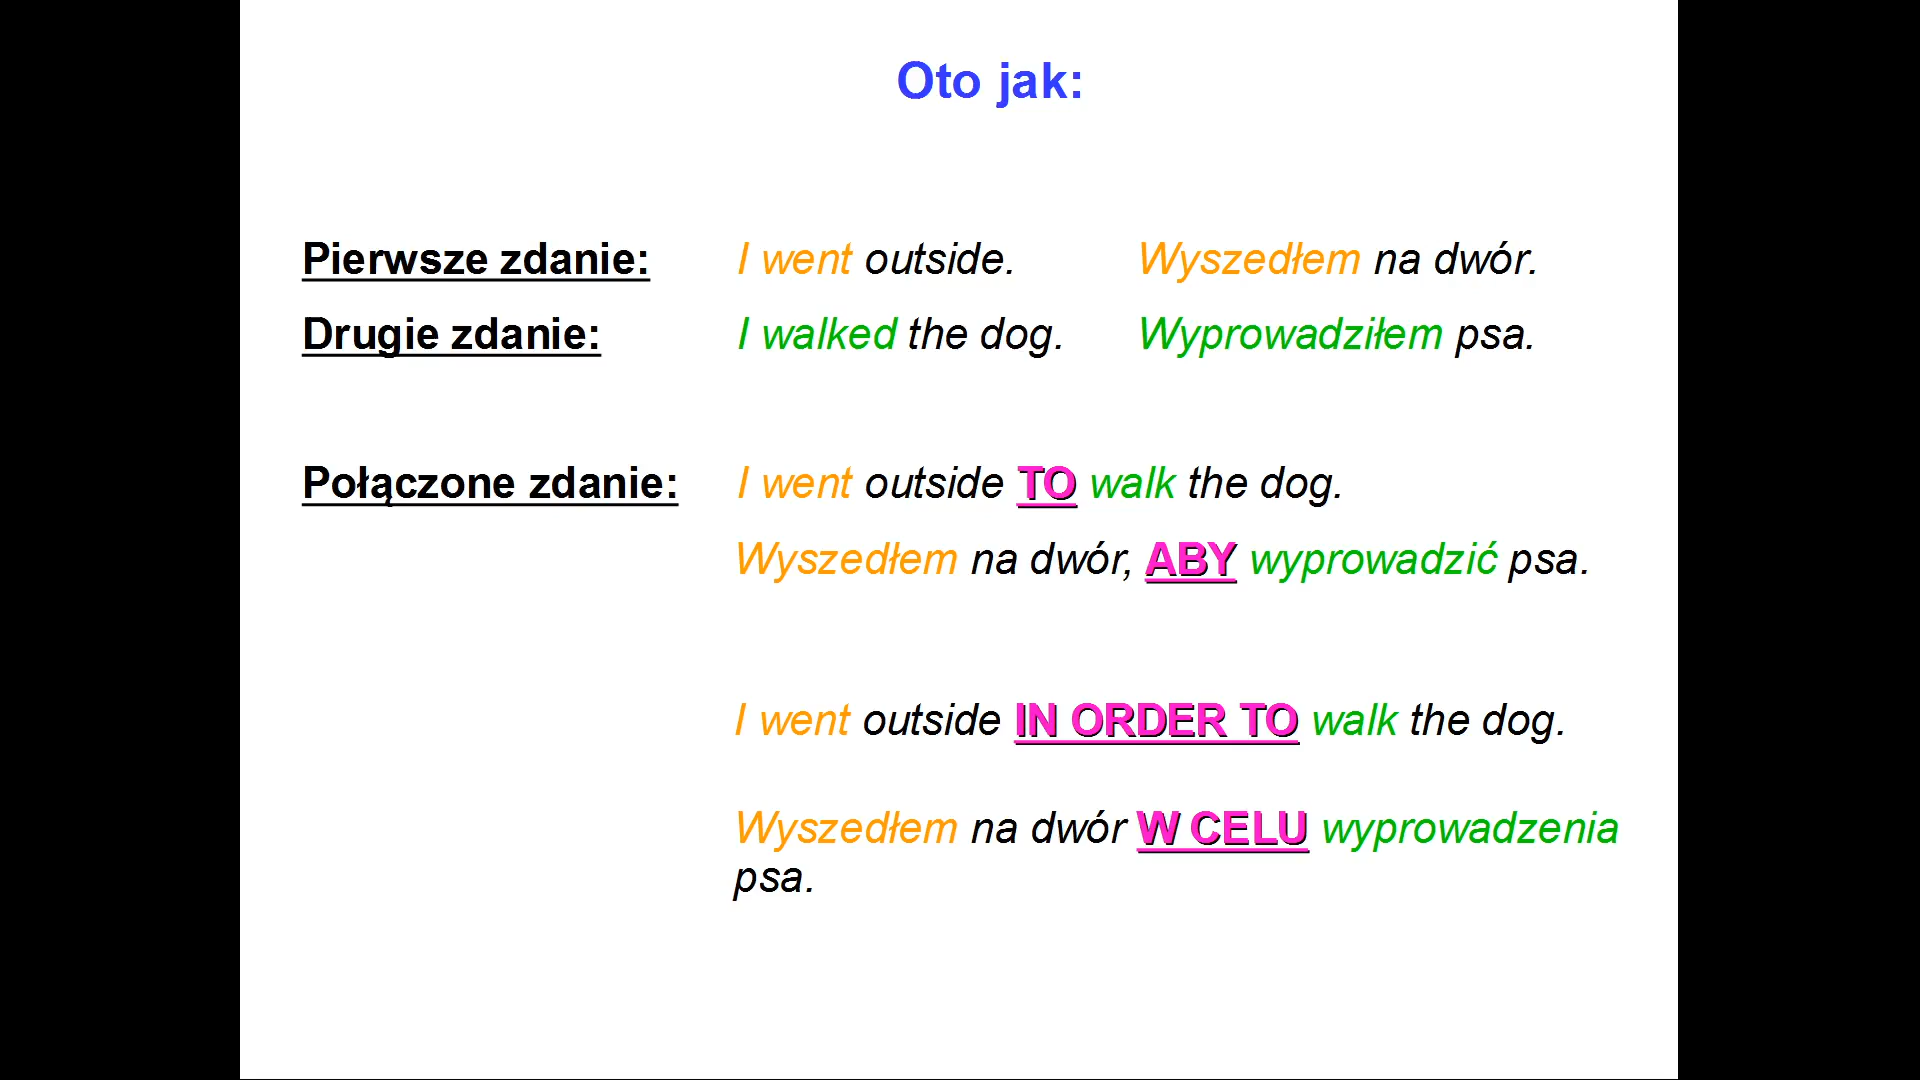 Oto jak:
Pierwsze zdanie: I went outside. Wyszedłem na dwór.
Drugie zdanie: I walked the dog. Wyprowadziłem psa.
Połączone zdanie: I went outside TO walk the dog.
Wyszedłem na dwór, ABY wyprowadzić psa.
I went outside IN ORDER TO walk the dog.
Wyszedłem na dwór W CELU wyprowadzenia
psa.